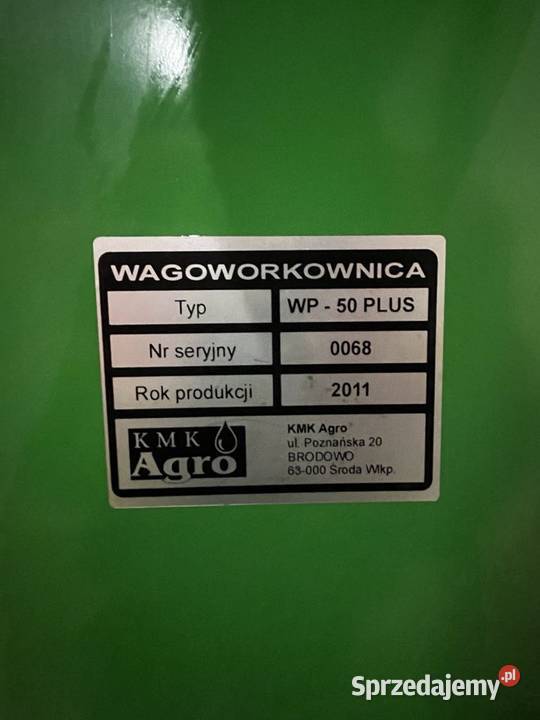 WAGOWORKOWNICA
Typ WP - 50 PLUS
Nr seryjny 0068
Rok produkcji 2011
KMK
Agro
KMK Agro
ul. Poznańska 20
BRODOWO
63-000 Środa Wlkp.
Sprzedajemy.pl